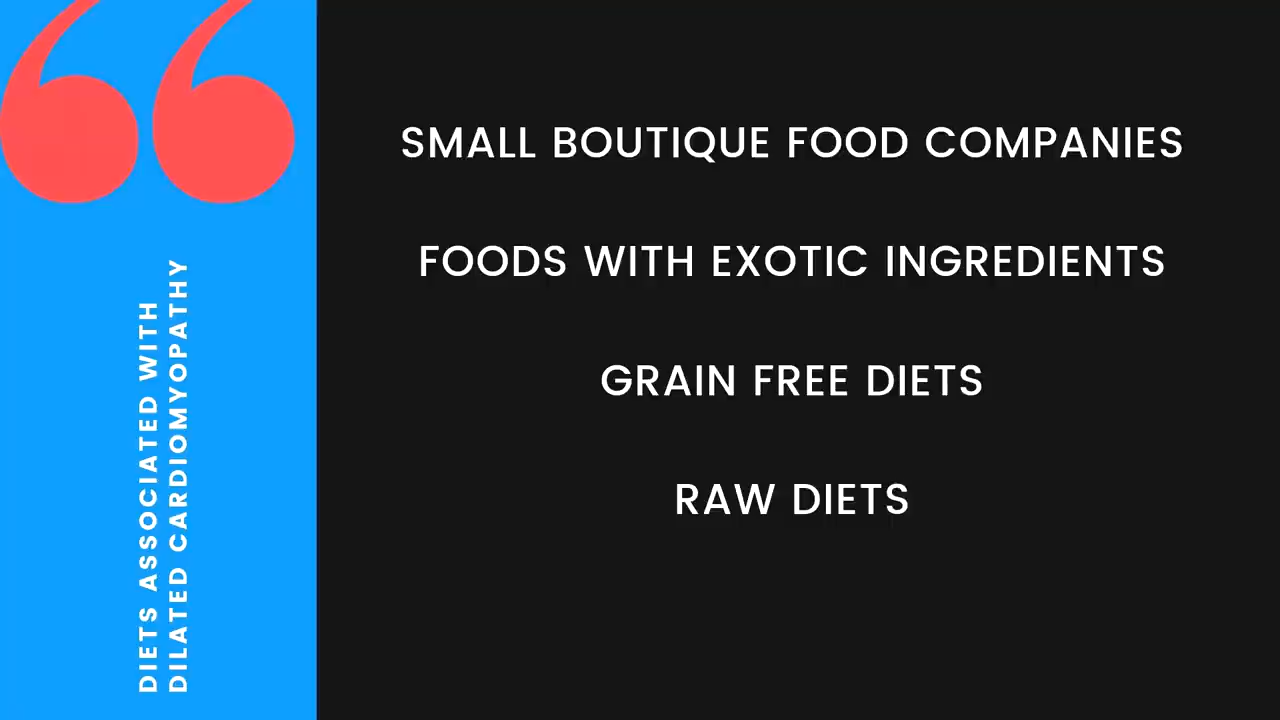 DIETS ASSOCIATED WITH
DILATED CARDIOMYOPATHY
SMALL BOUTIQUE FOOD COMPANIES
FOODS WITH EXOTIC INGREDIENTS
GRAIN FREE DIETS
RAW DIETS